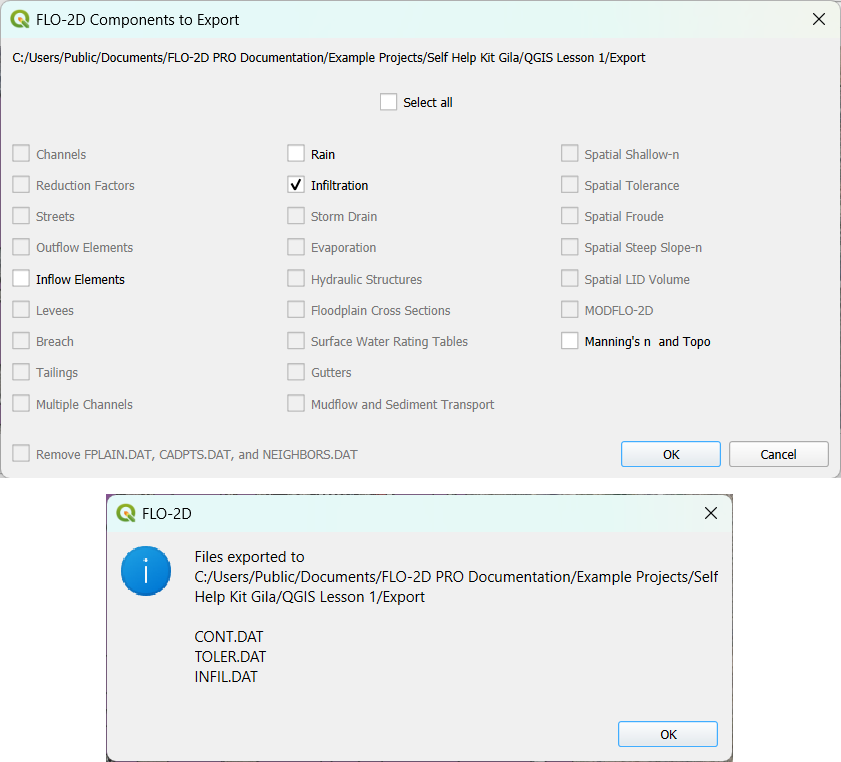 FLO-2D Components to Export
C:/Users/Public/Documents/FLO-2D PRO Documentation/Example Projects/Self Help Kit Gila/QGIS Lesson 1/Export
Select all
Channels
Reduction Factors
Streets
Outflow Elements
Inflow Elements
Levees
Breach
Tailings
Multiple Channels
Rain
Infiltration
Storm Drain
Evaporation
Hydraulic Structures
Floodplain Cross Sections
Surface Water Rating Tables
Gutters
Mudflow and Sediment Transport
Spatial Shallow-n
Spatial Tolerance
Spatial Froude
Spatial Steep Slope-n
Spatial LID Volume
MODFLO-2D
Manning's n  and Topo
Remove FPLAIN.DAT, CADPTS.DAT, and NEIGHBORS.DAT
OK
Cancel
FLO-2D
Files exported to
C:/Users/Public/Documents/FLO-2D PRO Documentation/Example Projects/Self
Help Kit Gila/QGIS Lesson 1/Export
CONT.DAT
TOLER.DAT
INFIL.DAT
OK